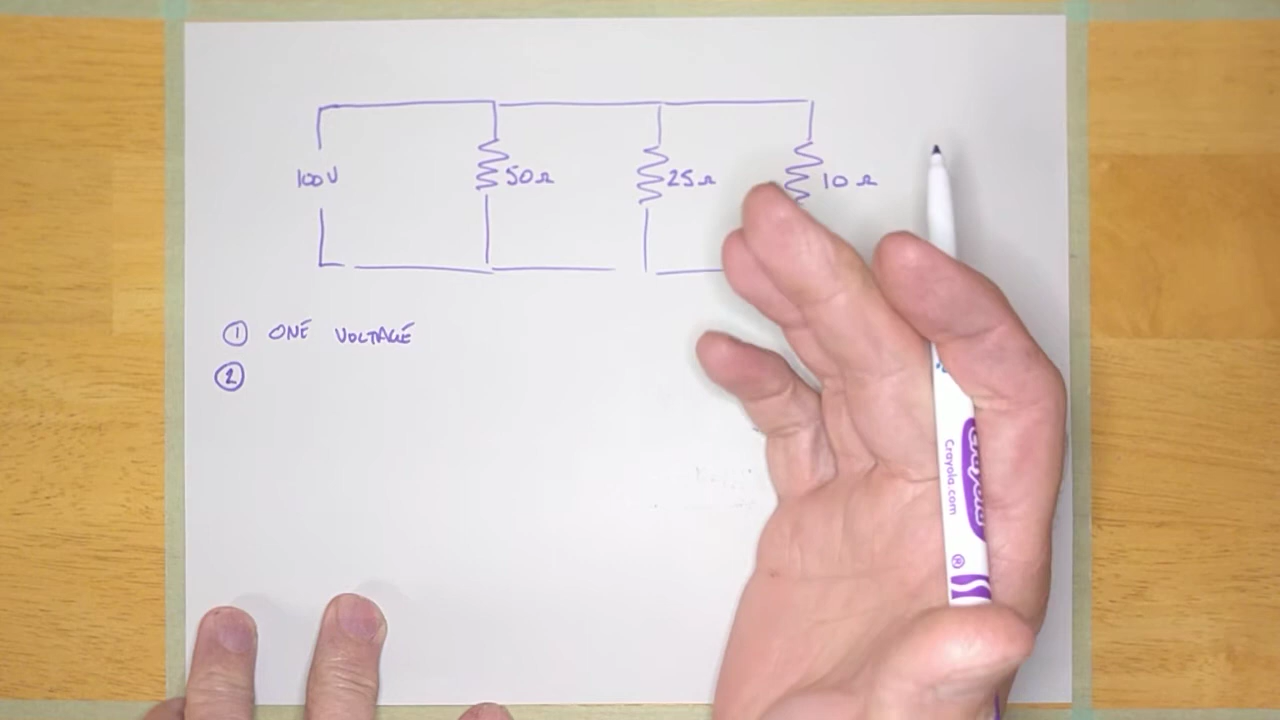 100V 50Ω 25Ω 10Ω
① ONE VOLTAGE
②
Crayola
Crayola.com
®